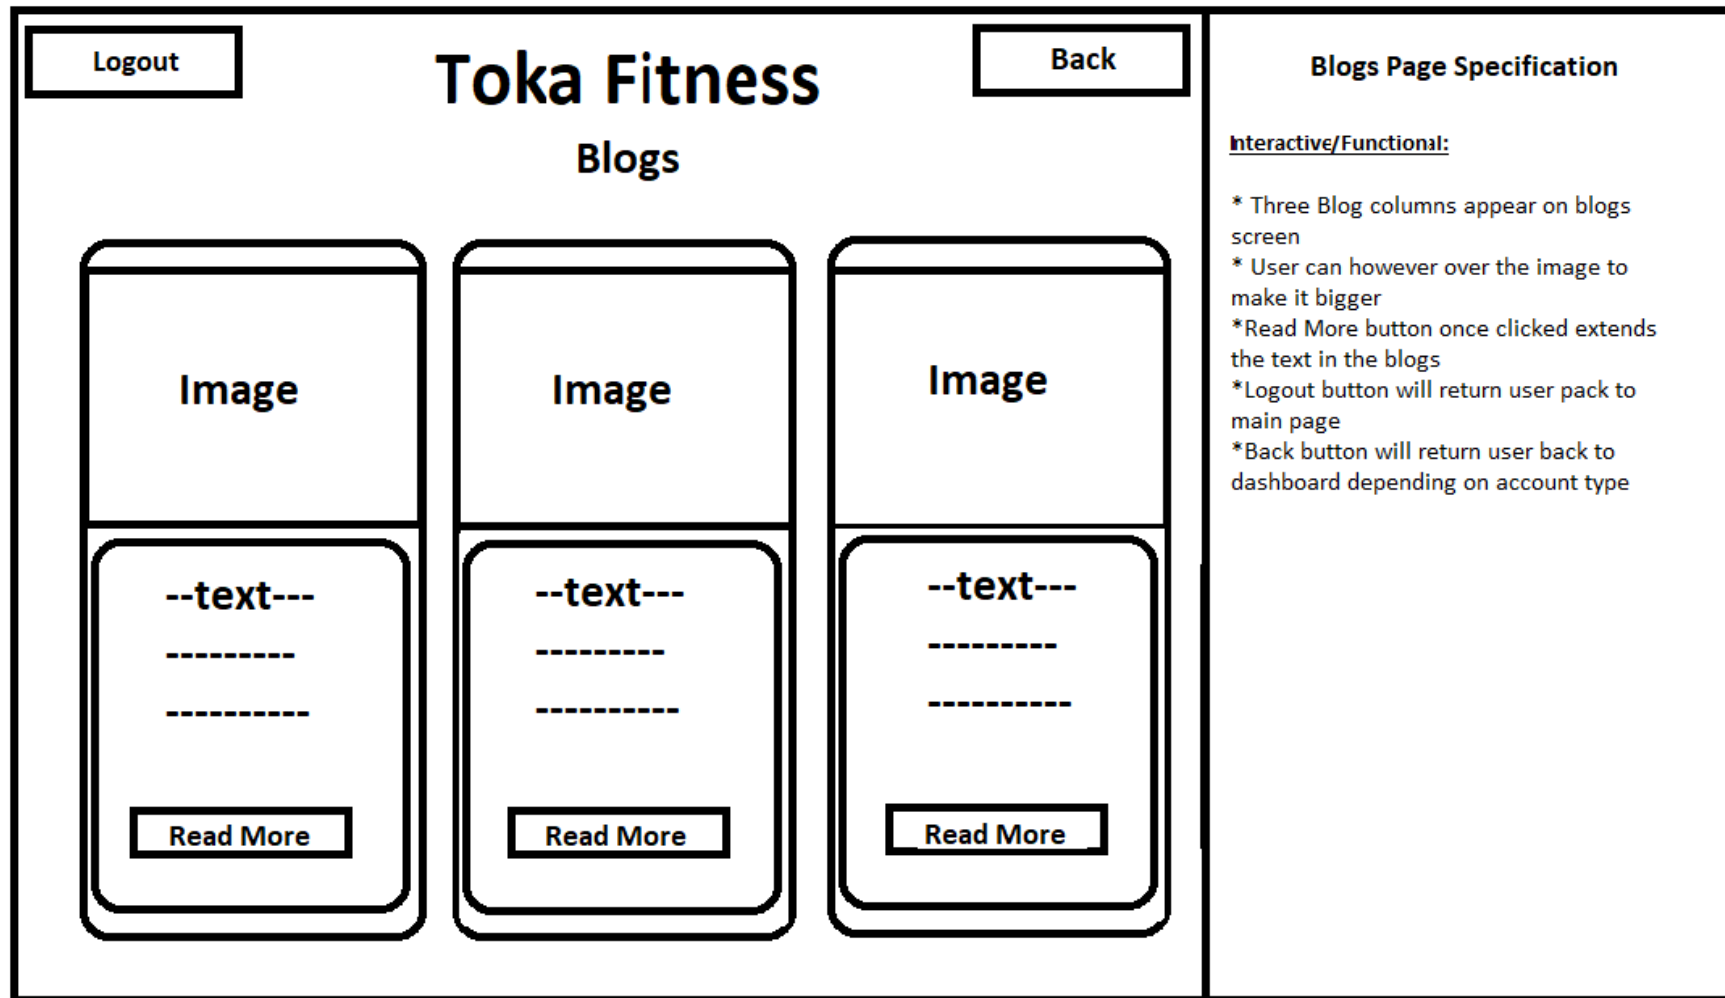 Logout
Toka Fitness
Back
Blogs
Image
--text---
---------
----------
Read More
Image
--text---
---------
----------
Read More
Image
--text---
---------
----------
Read More
Blogs Page Specification
Interactive/Functional:
* Three Blog columns appear on blogs
screen
* User can however over the image to
make it bigger
*Read More button once clicked extends
the text in the blogs
*Logout button will return user pack to
main page
*Back button will return user back to
dashboard depending on account type